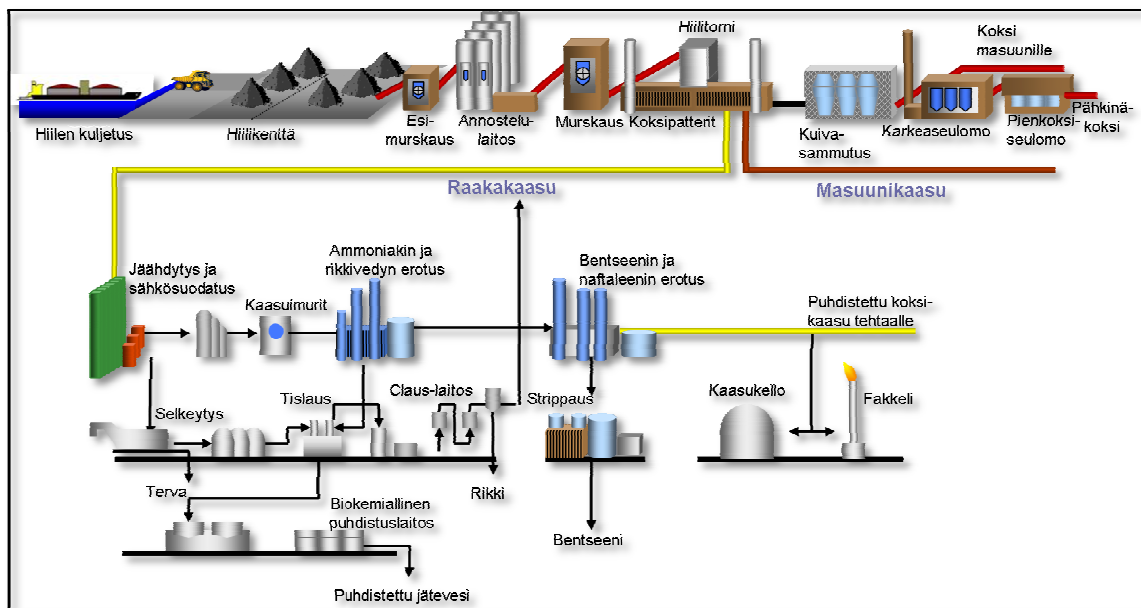 Hiilitorni
Koksi
masuunille
Hiilen kuljetus
Hiilikenttä
Esi-
murskaus
Annostelu-
laitos
Murskaus Koksipatterit
Kuiva-
sammutus
Karkeaseulomo
Pienkoksi-
seulomo
Pähkinä-
koksi
Raakakaasu
Masuunikaasu
Jäähdytys ja
sähkösuodatus
Kaasuimurit
Ammoniakin ja
rikkivedyn erotus
Bentseenin ja
naftaleenin erotus
Puhdistettu koksi-
kaasu tehtaalle
Selkeytys
Tislaus
Claus-laitos
Strippaus
Kaasukello
Fakkeli
Terva
Rikki
Biokemiallinen
puhdistuslaitos
Bentseeni
Puhdistettu jätevesi